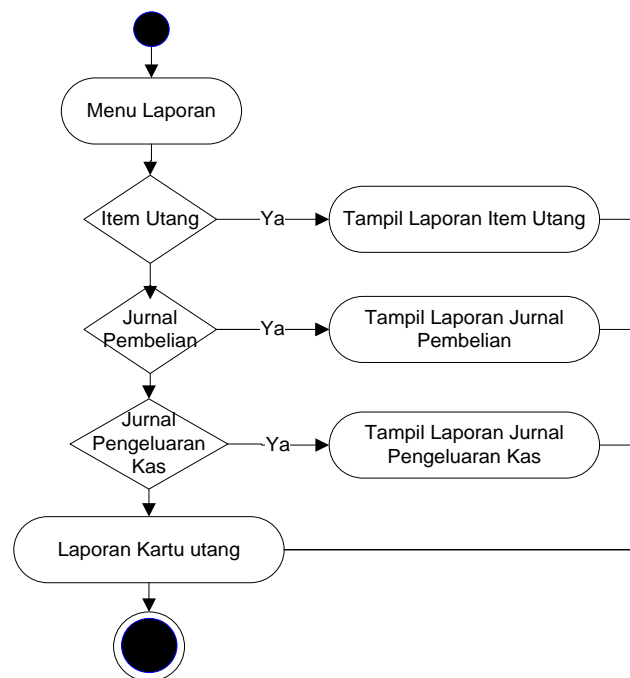 Menu Laporan
Item Utang
Ya
Tampil Laporan Item Utang
Jurnal
Pembelian
Ya
Tampil Laporan Jurnal
Pembelian
Jurnal
Pengeluaran
Kas
Ya
Tampil Laporan Jurnal
Pengeluaran Kas
Laporan Kartu utang